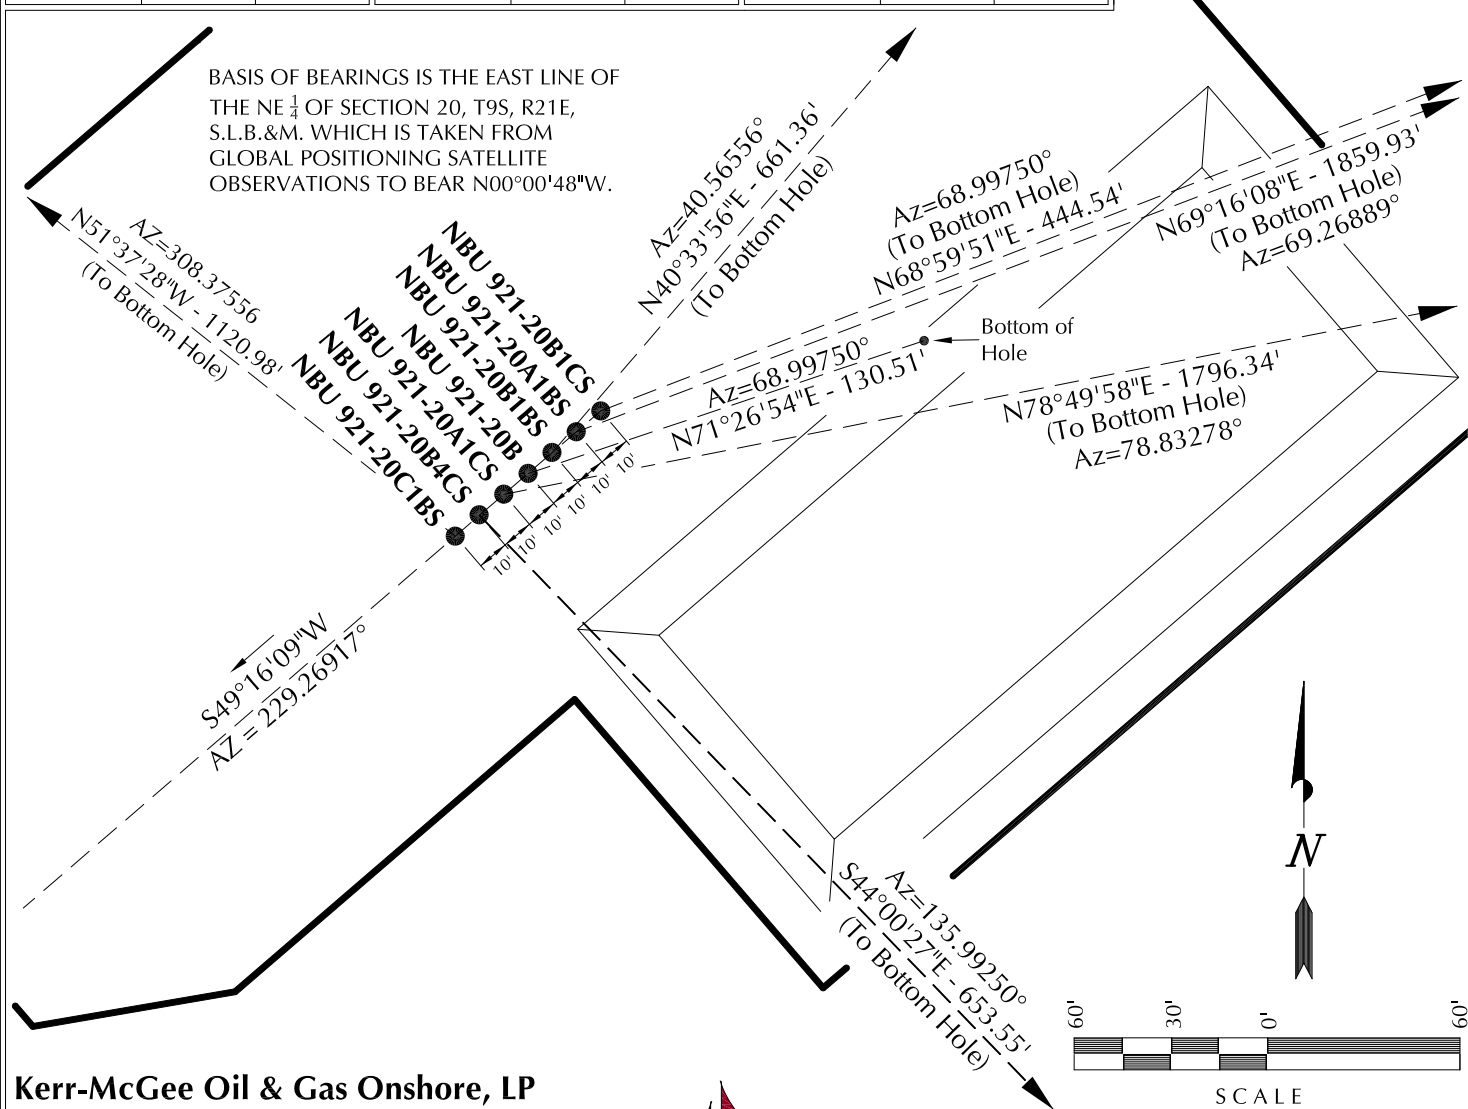 BASIS OF BEARINGS IS THE EAST LINE OF
THE NE 1/4 OF SECTION 20, T9S, R21E,
S.L.B.&M. WHICH IS TAKEN FROM
GLOBAL POSITIONING SATELLITE
OBSERVATIONS TO BEAR N00°00'48"W.
AZ=308.37556
N51°37'28"W - 1120.98'
(To Bottom Hole)
Az=40.56556°
N40°33'56"E - 661.36'
(To Bottom Hole)
Az=68.99750°
(To Bottom Hole)
N68°59'51"E - 444.54'
N69°16'08"E - 1859.93'
(To Bottom Hole)
Az=69.26889°
NBU 921-20B1CS
NBU 921-20A1BS
NBU 921-20B1BS
NBU 921-20B
NBU 921-20A1CS
NBU 921-20B4CS
NBU 921-20C1BS
Bottom of
Hole
Az=68.99750°
N71°26'54"E - 130.51'
N78°49'58"E - 1796.34'
(To Bottom Hole)
Az=78.83278°
10'
10'
10'
10'
10'
10'
S49°16'09"W
AZ = 229.26917°
Az=135.99250°
S44°00'27"E - 653.55'
(To Bottom Hole)
N
60'
30'
0'
60'
SCALE
Kerr-McGee Oil & Gas Onshore, LP